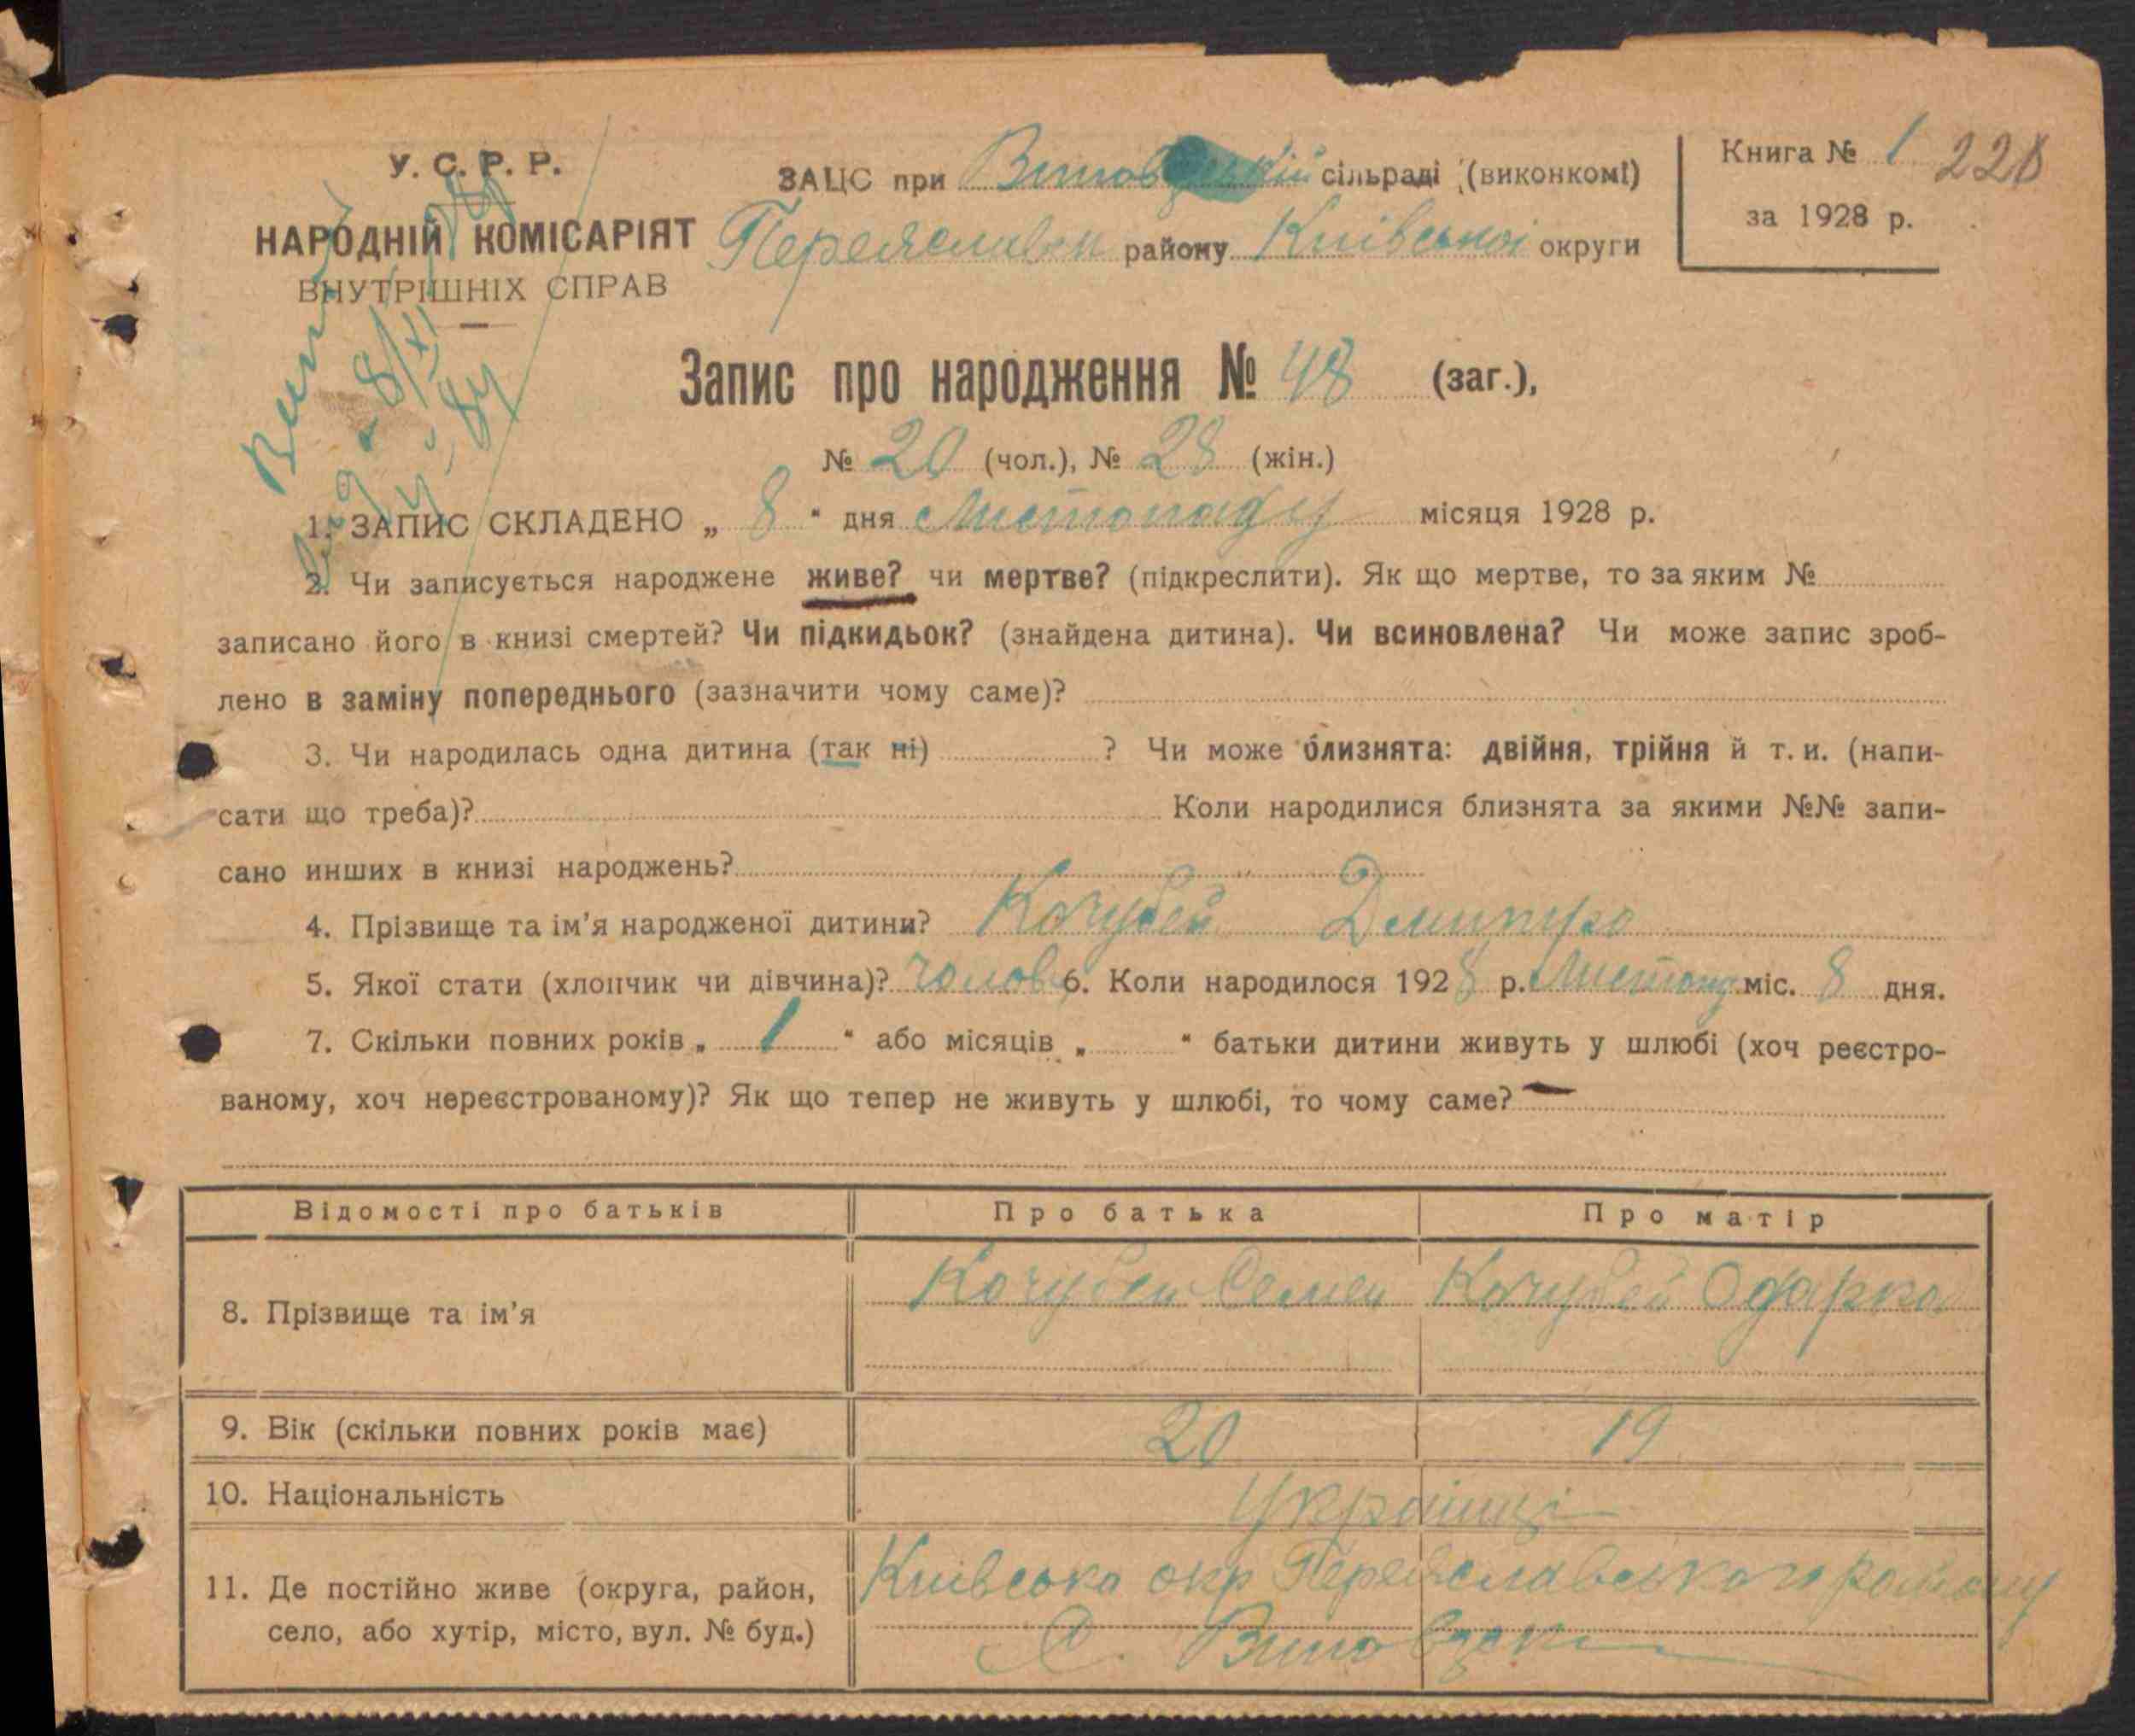 У. С. Р. Р.
НАРОДНІЙ КОМІСАРІЯТ
ВНУТРІШНІХ СПРАВ
ЗАЦС при сільраді (виконкомі)
Переяславськ району Київської округи
Книга № 1 228
за 1928 р.
Запис про народження № 48 (заг.),
№ 20 (чол.), № 28 (жін.)
1. ЗАПИС СКЛАДЕНО „ 8 " дня Листопаду місяця 1928 р.
2. Чи записується народжене живе? чи мертве? (підкреслити). Як що мертве, то за яким №
записано його в книзі смертей? Чи підкидьок? (знайдена дитина). Чи всиновлена? Чи може запис зроб-
лено в заміну попереднього (зазначити чому саме)?
3. Чи народилась одна дитина (так ні) ? Чи може близнята: двійня, трійня й т. и. (напи-
сати що треба)? Коли народилися близнята за якими №№ запи-
сано инших в книзі народжень?
4. Прізвище та ім'я народженої дитини? Кочубей Дмитро
5. Якої стати (хлопчик чи дівчина)? чолов 6. Коли народилося 1928 р. Листопад міс. 8 дня.
7. Скільки повних років „ 1 " або місяців „ " батьки дитини живуть у шлюбі (хоч реєстро-
ваному, хоч нереєстрованому)? Як що тепер не живуть у шлюбі, то чому саме? —
Відомості про батьків Про батька Про матір
8. Прізвище та ім'я Кочубей Семен Кочубей Одарка
9. Вік (скільки повних років має) 20 19
10. Національність Українці
11. Де постійно живе (округа, район, Київська окр Переяславського району
село, або хутір, місто, вул. № буд.) С.